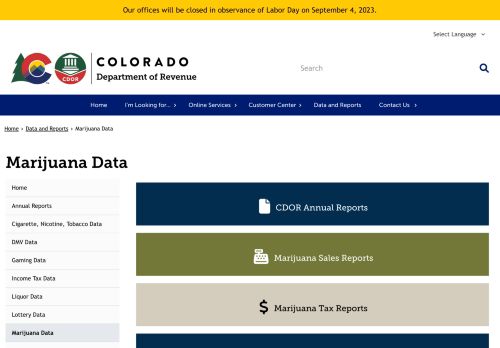 Our offices will be closed in observance of Labor Day on September 4, 2023.
Select Language
CDOR
COLORADO
Department of Revenue
Search
Home
I'm Looking for...
Online Services
Customer Center
Data and Reports
Contact Us
Home › Data and Reports › Marijuana Data
Marijuana Data
Home
Annual Reports
Cigarette, Nicotine, Tobacco Data
DMV Data
Gaming Data
Income Tax Data
Liquor Data
Lottery Data
Marijuana Data
CDOR Annual Reports
Marijuana Sales Reports
$ Marijuana Tax Reports